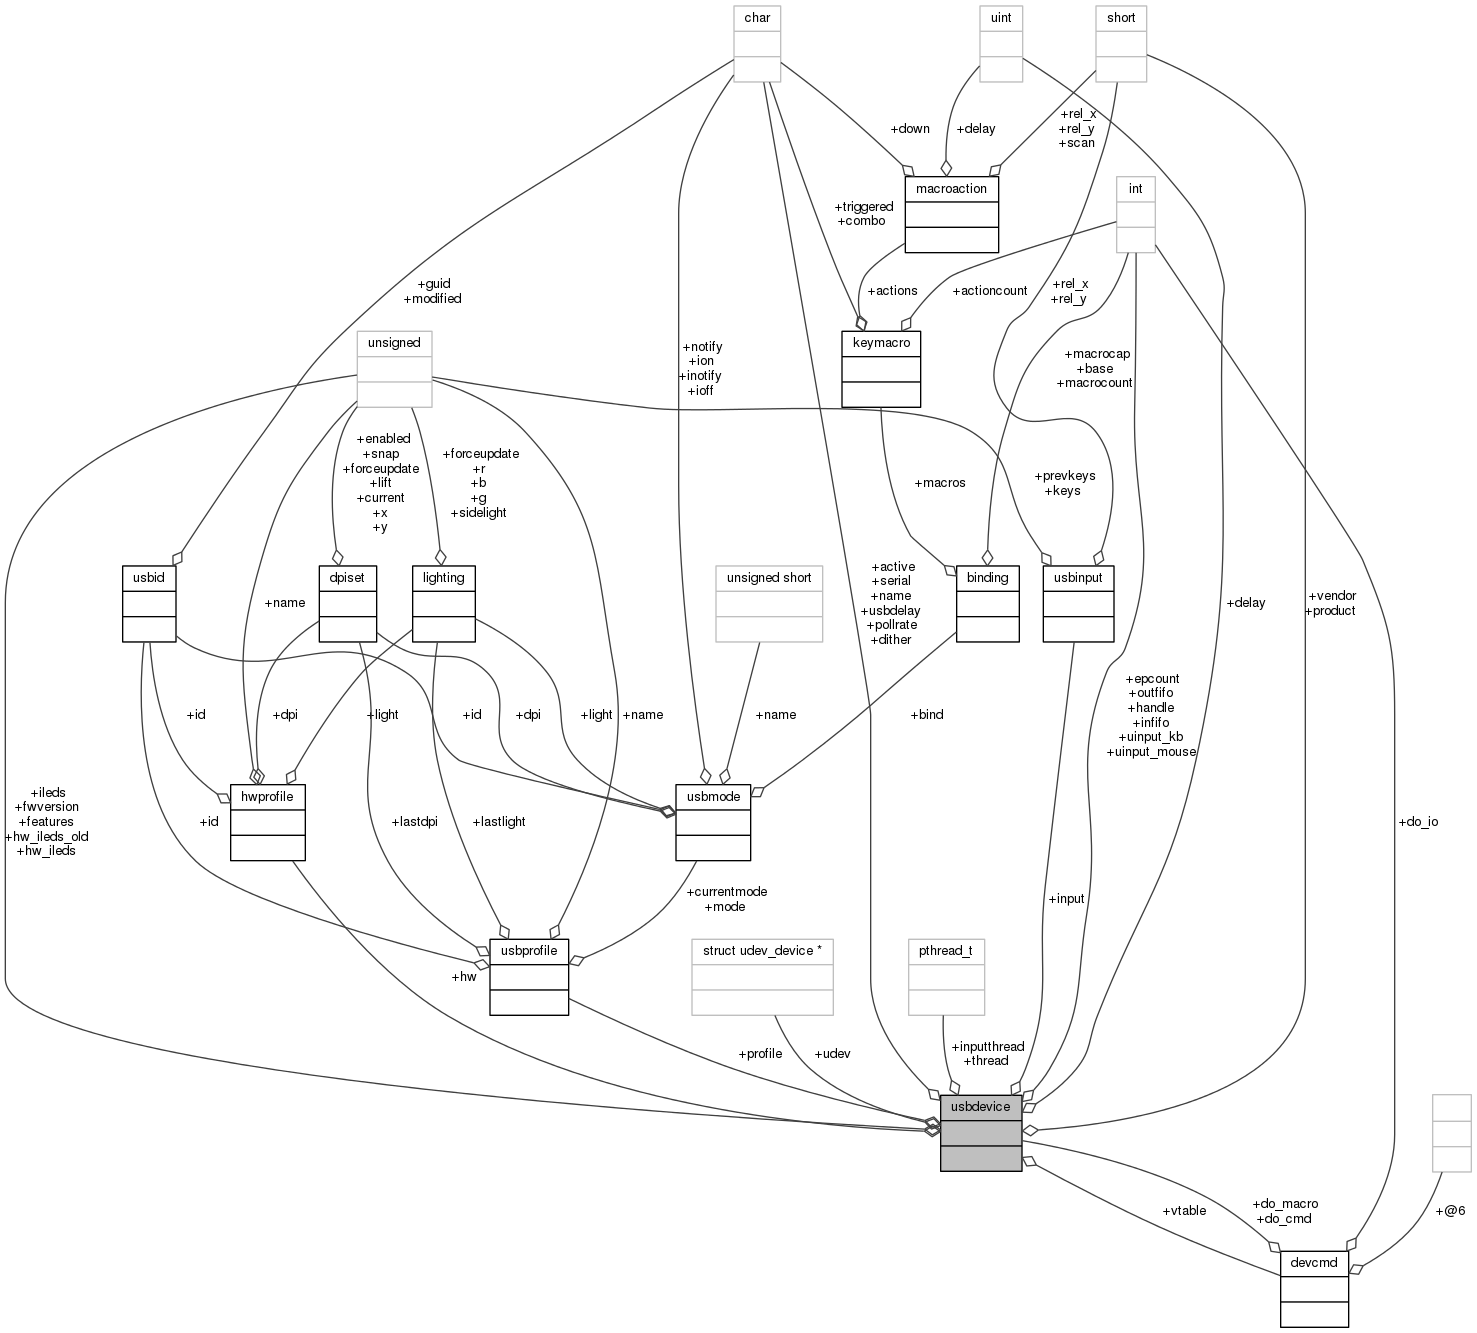 char
uint
short
+down
+delay
+rel_x
+rel_y
+scan
macroaction
int
+triggered
+combo
+guid
+modified
+actions
+actioncount
+rel_x
+rel_y
unsigned
keymacro
+notify
+ion
+inotify
+ioff
+macrocap
+base
+macrocount
+enabled
+snap
+forceupdate
+lift
+current
+x
+y
+forceupdate
+r
+b
+g
+sidelight
+macros
+prevkeys
+keys
usbid
dpiset
lighting
unsigned short
+active
+serial
+name
+usbdelay
+pollrate
+dither
binding
usbinput
+name
+delay
+vendor
+product
+id
+dpi
+light
+id
+dpi
+light
+name
+name
+bind
+epcount
+outfifo
+handle
+infifo
+uinput_kb
+uinput_mouse
+ileds
+fwversion
+features
+hw_ileds_old
+hw_ileds
hwprofile
usbmode
+id
+lastdpi
+lastlight
+do_io
+currentmode
+mode
+input
usbprofile
struct udev_device *
pthread_t
+hw
+profile
+udev
+inputthread
+thread
usbdevice
+vtable
+do_macro
+do_cmd
+@6
devcmd